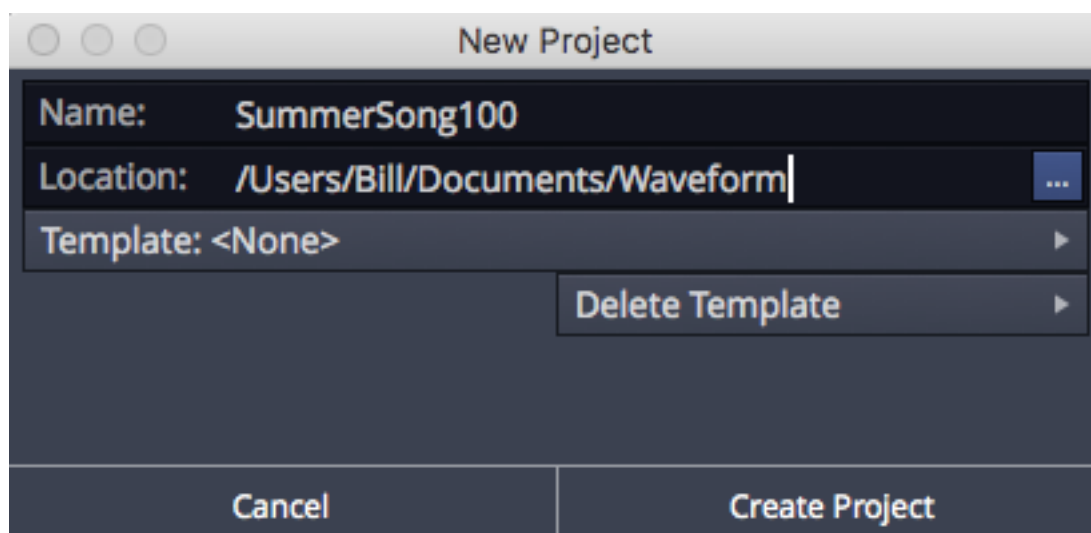 New Project
Name: SummerSong100
Location: /Users/Bill/Documents/Waveform ...
Template: <None>
Delete Template
Cancel Create Project